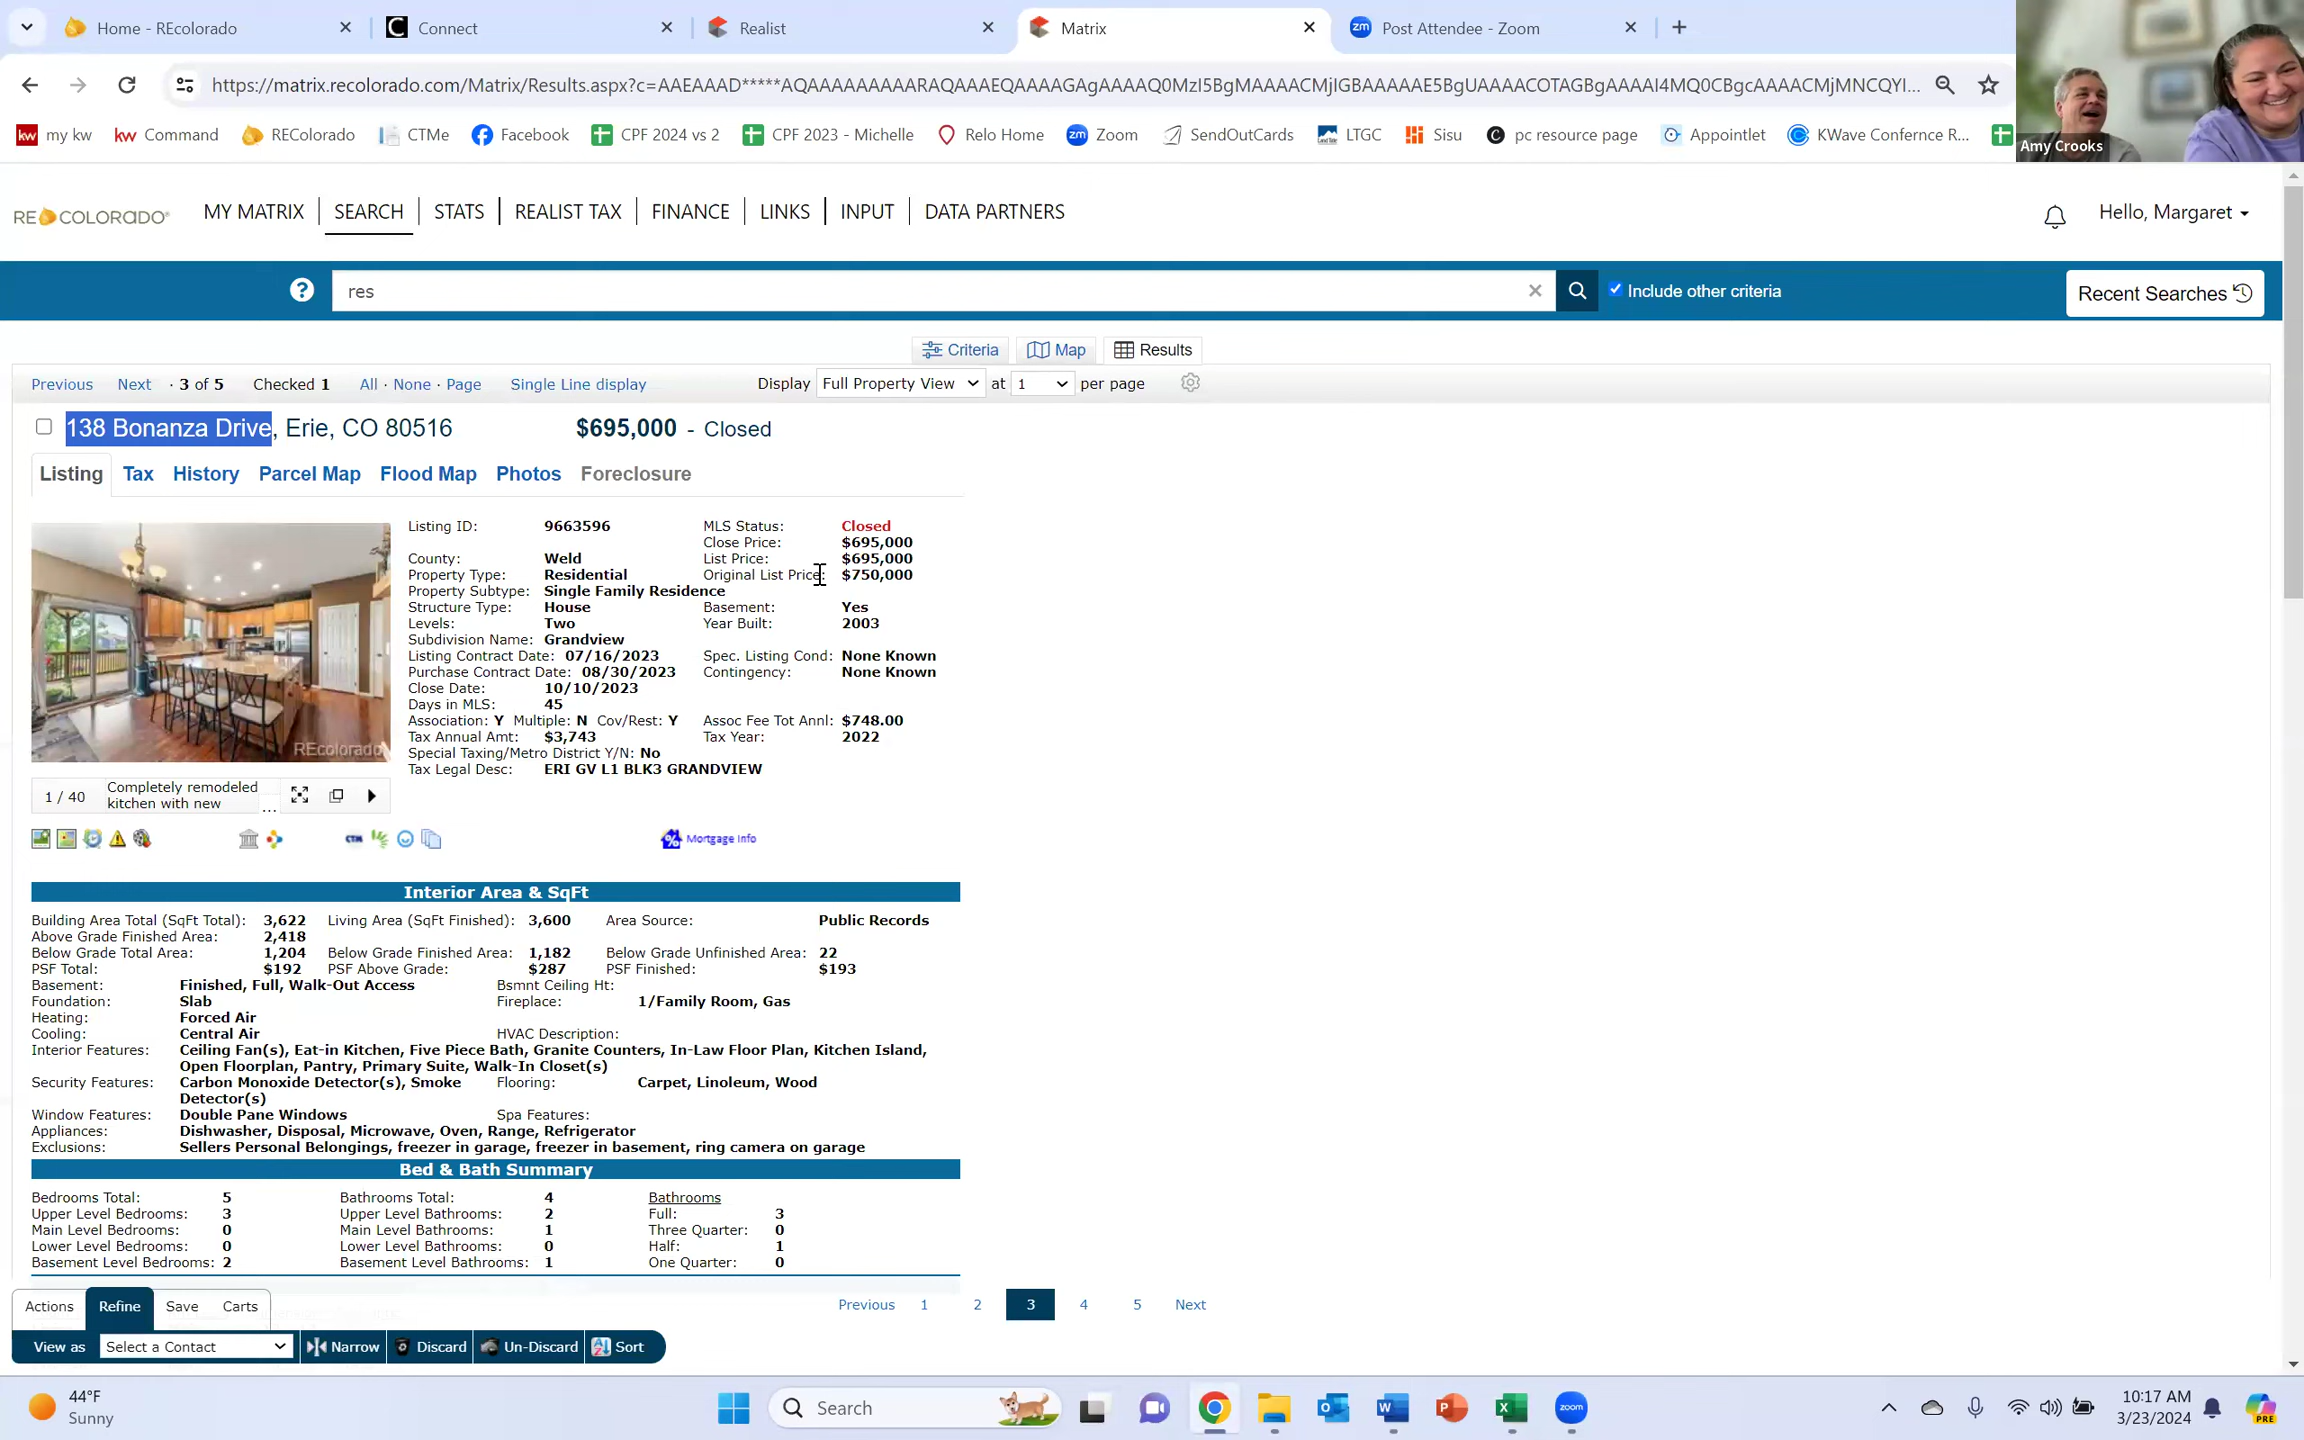 Home - REcolorado
Connect
Realist
Matrix
zm Post Attendee - Zoom
https://matrix.recolorado.com/Matrix/Results.aspx?c=AAEAAAD*****AQAAAAAAAAARAQAAAEQAAAAGAgAAAAQ0MzI5BgMAAAACMjIGBAAAAAE5BgUAAAACOTAGBgAAAAI4MQ0CBgcAAAACMjMNCQYI...
kw my kw
kw Command
REColorado
CTMe
Facebook
CPF 2024 vs 2
CPF 2023 - Michelle
Relo Home
zm Zoom
SendOutCards
LTGC
Sisu
pc resource page
Appointlet
KWave Confernce R...
Amy Crooks
RECOLORADO
MY MATRIX SEARCH STATS REALIST TAX FINANCE LINKS INPUT DATA PARTNERS
Hello, Margaret
? res
Include other criteria
Recent Searches
Criteria Map Results
Previous Next · 3 of 5 Checked 1 All · None · Page Single Line display Display Full Property View at 1 per page
138 Bonanza Drive, Erie, CO 80516 $695,000 - Closed
Listing Tax History Parcel Map Flood Map Photos Foreclosure
Listing ID: 9663596 MLS Status: Closed
Close Price: $695,000
County: Weld List Price: $695,000
Property Type: Residential Original List Price: $750,000
Property Subtype: Single Family Residence
Structure Type: House Basement: Yes
Levels: Two Year Built: 2003
Subdivision Name: Grandview
Listing Contract Date: 07/16/2023 Spec. Listing Cond: None Known
Purchase Contract Date: 08/30/2023 Contingency: None Known
Close Date: 10/10/2023
Days in MLS: 45
Association: Y Multiple: N Cov/Rest: Y Assoc Fee Tot Annl: $748.00
Tax Annual Amt: $3,743 Tax Year: 2022
Special Taxing/Metro District Y/N: No
Tax Legal Desc: ERI GV L1 BLK3 GRANDVIEW
REcolorado
1 / 40 Completely remodeled
kitchen with new ...
CTM
% Mortgage Info
Interior Area & SqFt
Building Area Total (SqFt Total): 3,622 Living Area (SqFt Finished): 3,600 Area Source: Public Records
Above Grade Finished Area: 2,418
Below Grade Total Area: 1,204 Below Grade Finished Area: 1,182 Below Grade Unfinished Area: 22
PSF Total: $192 PSF Above Grade: $287 PSF Finished: $193
Basement: Finished, Full, Walk-Out Access Bsmnt Ceiling Ht:
Foundation: Slab Fireplace: 1/Family Room, Gas
Heating: Forced Air
Cooling: Central Air HVAC Description:
Interior Features: Ceiling Fan(s), Eat-in Kitchen, Five Piece Bath, Granite Counters, In-Law Floor Plan, Kitchen Island,
Open Floorplan, Pantry, Primary Suite, Walk-In Closet(s)
Security Features: Carbon Monoxide Detector(s), Smoke Flooring: Carpet, Linoleum, Wood
Detector(s)
Window Features: Double Pane Windows Spa Features:
Appliances: Dishwasher, Disposal, Microwave, Oven, Range, Refrigerator
Exclusions: Sellers Personal Belongings, freezer in garage, freezer in basement, ring camera on garage
Bed & Bath Summary
Bedrooms Total: 5 Bathrooms Total: 4 Bathrooms
Upper Level Bedrooms: 3 Upper Level Bathrooms: 2 Full: 3
Main Level Bedrooms: 0 Main Level Bathrooms: 1 Three Quarter: 0
Lower Level Bedrooms: 0 Lower Level Bathrooms: 0 Half: 1
Basement Level Bedrooms: 2 Basement Level Bathrooms: 1 One Quarter: 0
Actions Refine Save Carts
Previous 1 2 3 4 5 Next
View as Select a Contact Narrow Discard Un-Discard Sort
44°F
Sunny
Search
zoom
10:17 AM
3/23/2024
PRE